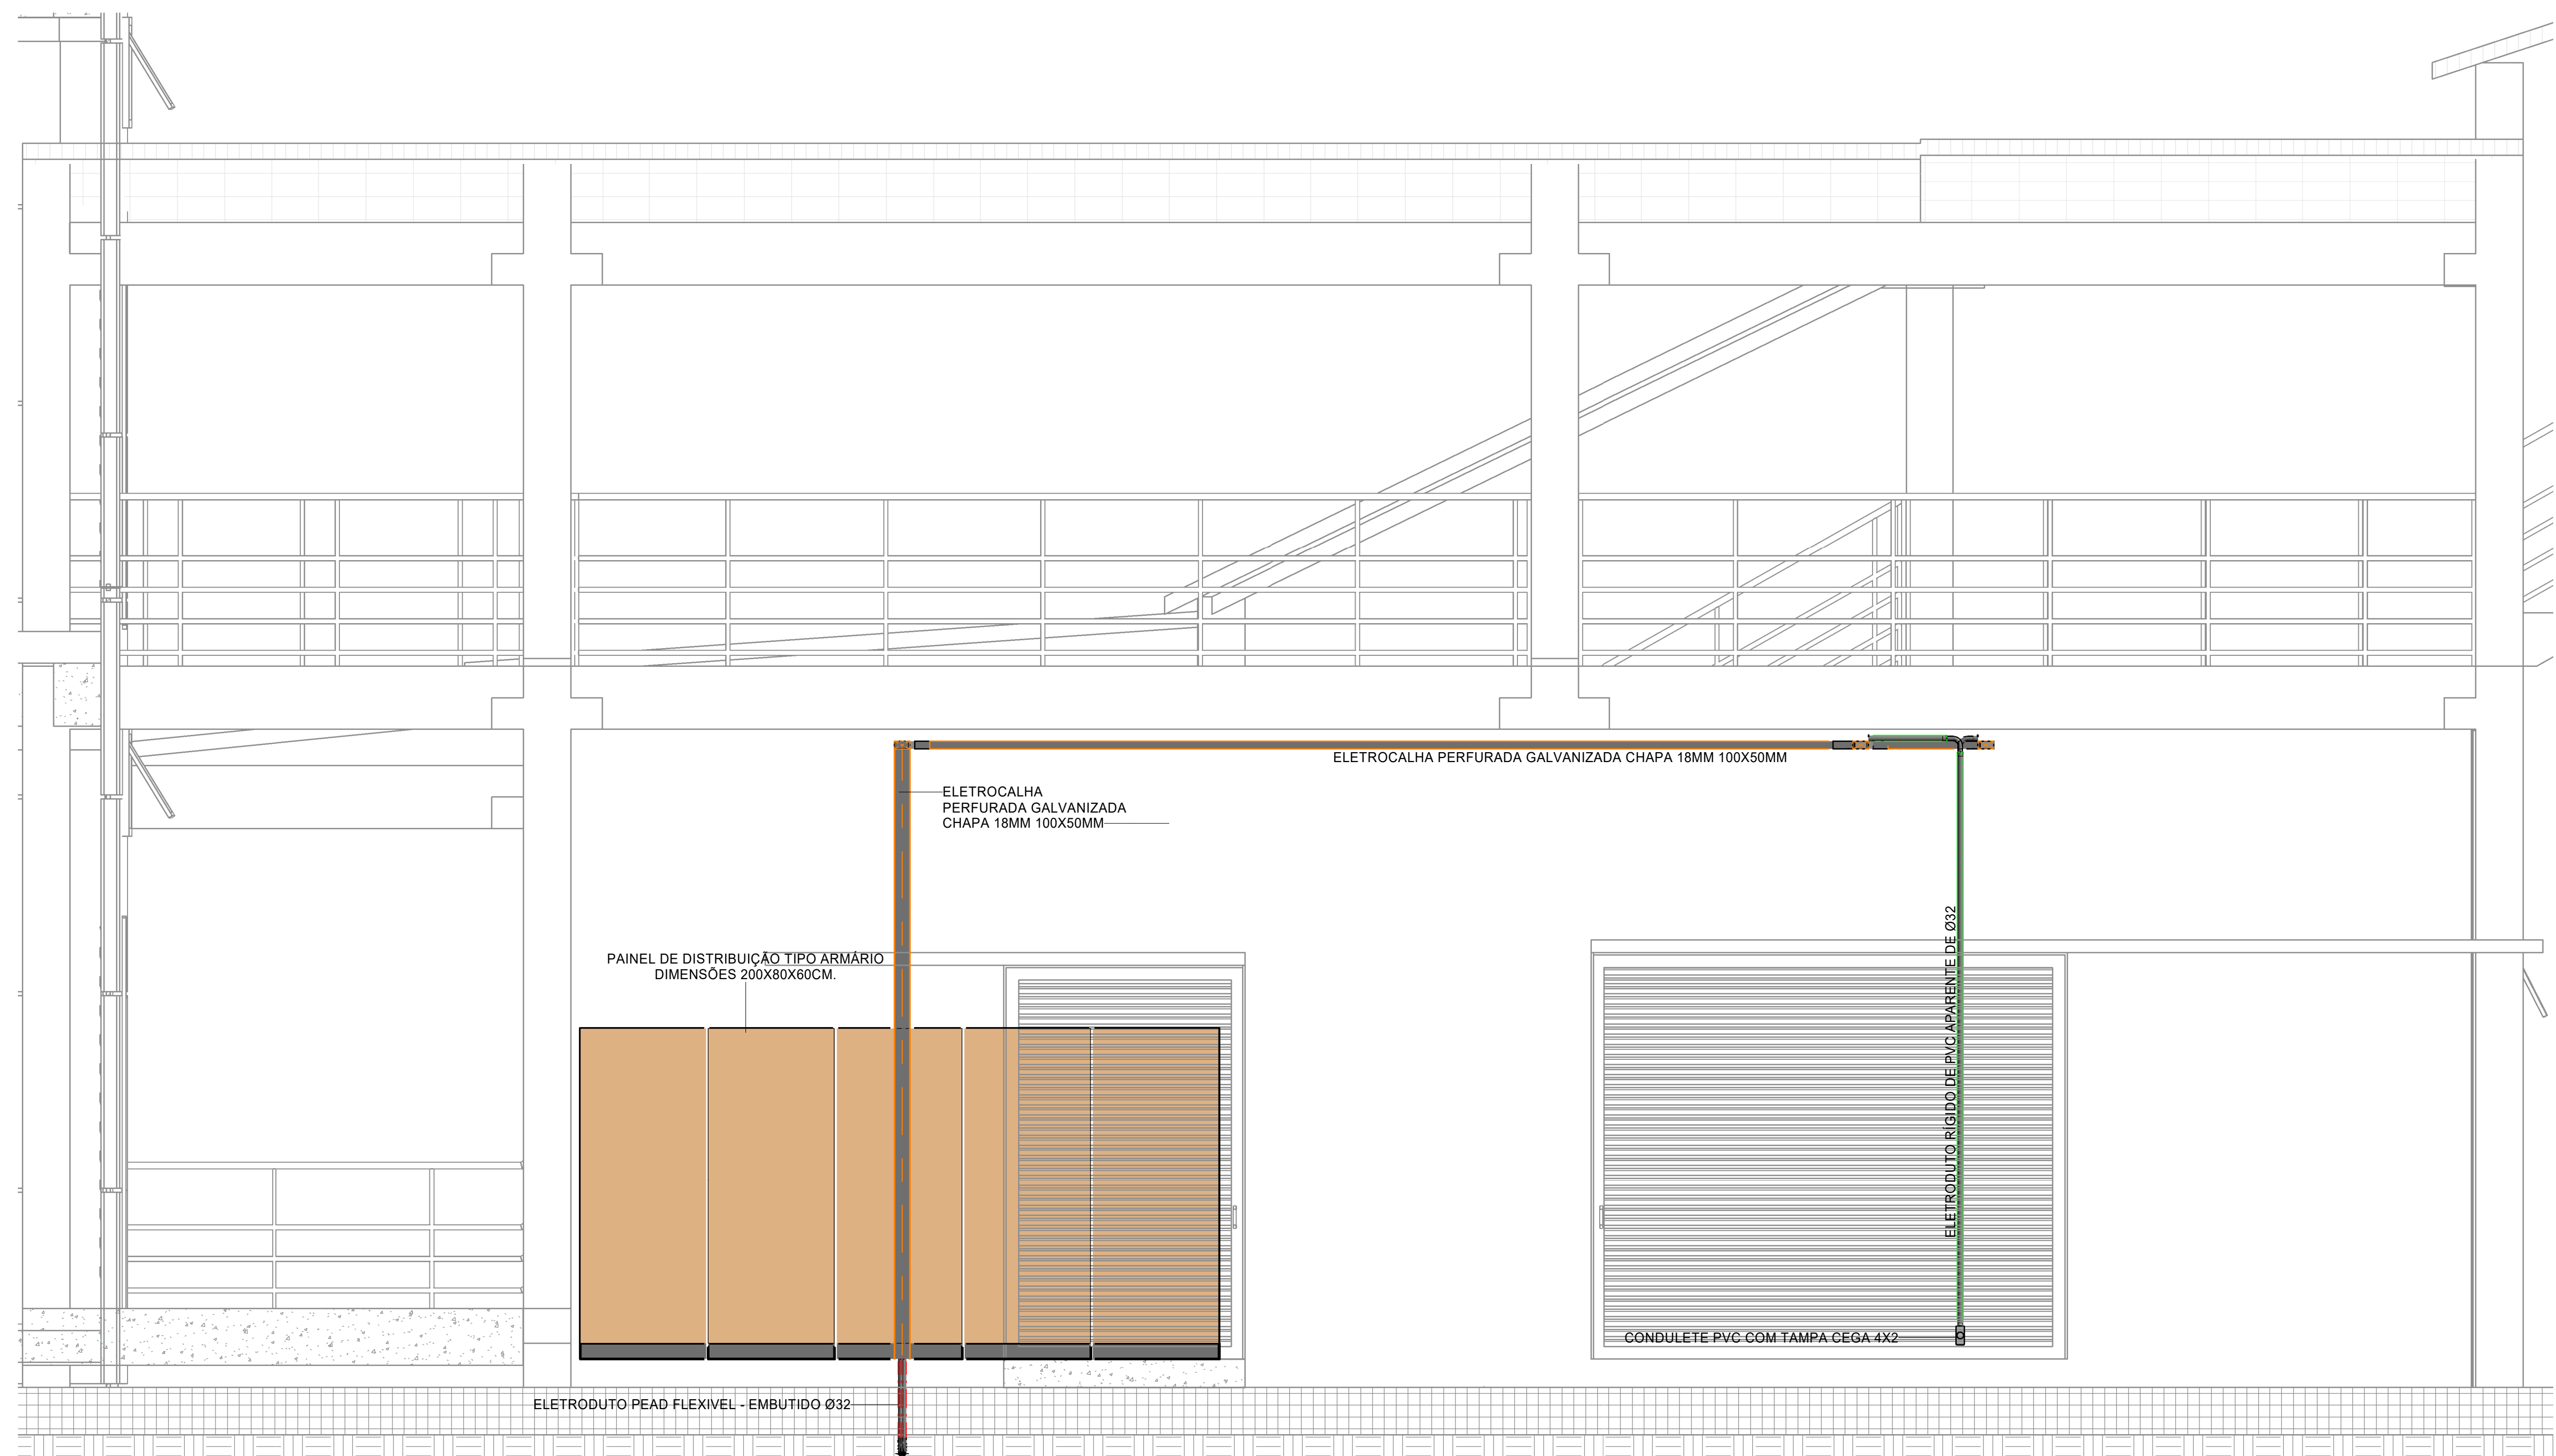 ELETROCALHA PERFURADA GALVANIZADA CHAPA 18MM 100X50MM
ELETROCALHA
PERFURADA GALVANIZADA
CHAPA 18MM 100X50MM
PAINEL DE DISTRIBUIÇÃO TIPO ARMÁRIO
DIMENSÕES 200X80X60CM.
ELETRODUTO RÍGIDO DE PVC APARENTE DE Ø32
CONDULETE PVC COM TAMPA CEGA 4X2
ELETRODUTO PEAD FLEXIVEL - EMBUTIDO Ø32